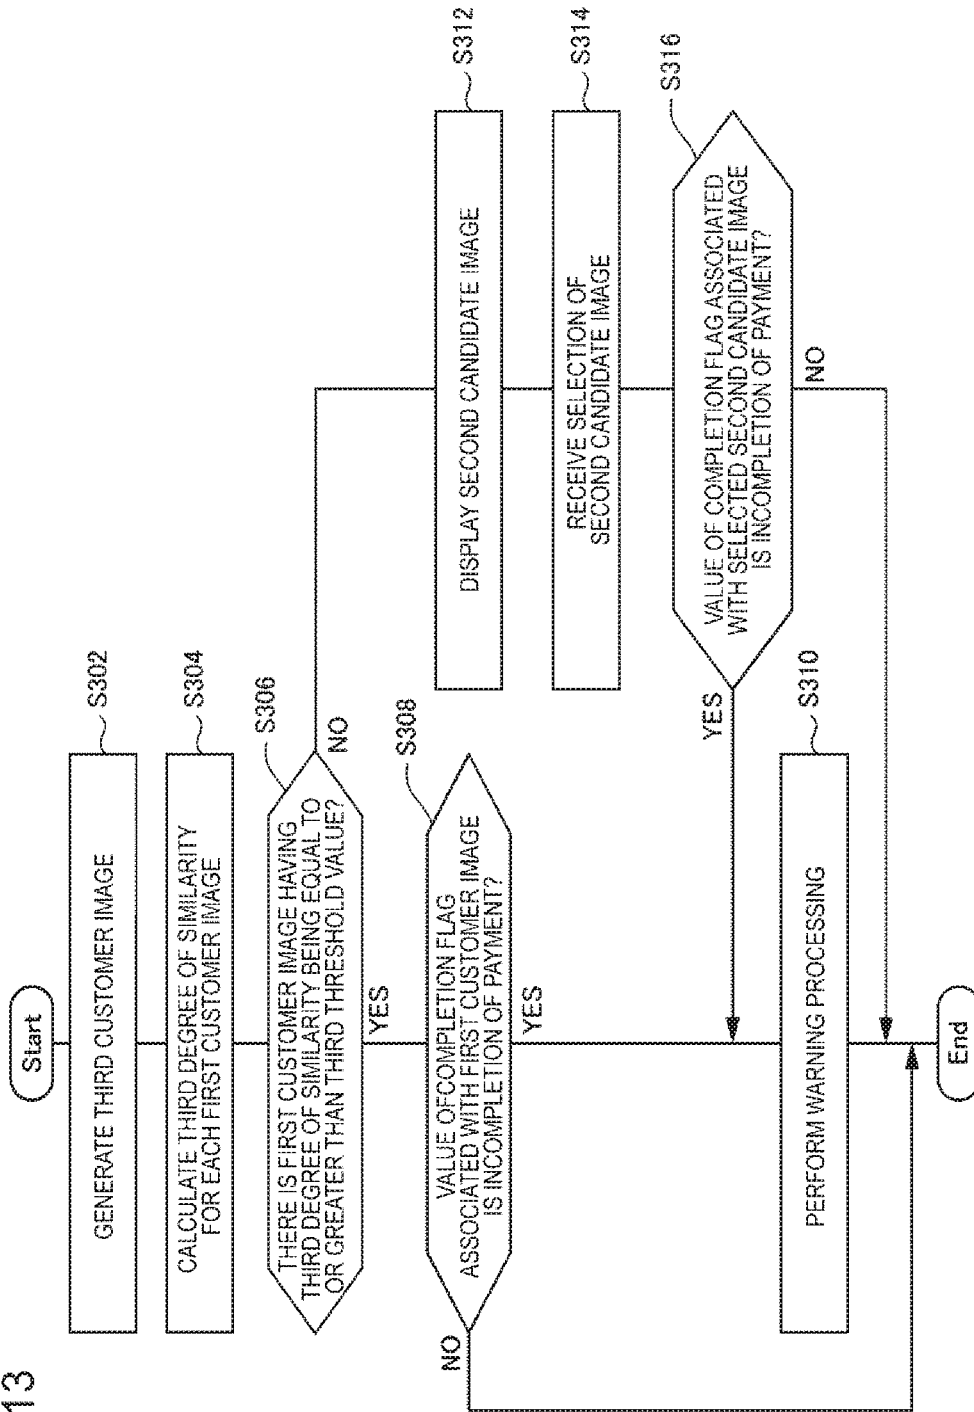 13
Start
GENERATE THIRD CUSTOMER IMAGE
S302
CALCULATE THIRD DEGREE OF SIMILARITY
FOR EACH FIRST CUSTOMER IMAGE
S304
THERE IS FIRST CUSTOMER IMAGE HAVING
THIRD DEGREE OF SIMILARITY BEING EQUAL TO
OR GREATER THAN THIRD THRESHOLD VALUE?
S306
NO
YES
VALUE OFCOMPLETION FLAG
ASSOCIATED WITH FIRST CUSTOMER IMAGE
IS INCOMPLETION OF PAYMENT?
S308
NO
YES
DISPLAY SECOND CANDIDATE IMAGE
S312
RECEIVE SELECTION OF
SECOND CANDIDATE IMAGE
S314
VALUE OF COMPLETION FLAG ASSOCIATED
WITH SELECTED SECOND CANDIDATE IMAGE
IS INCOMPLETION OF PAYMENT?
S316
YES
NO
PERFORM WARNING PROCESSING
S310
End